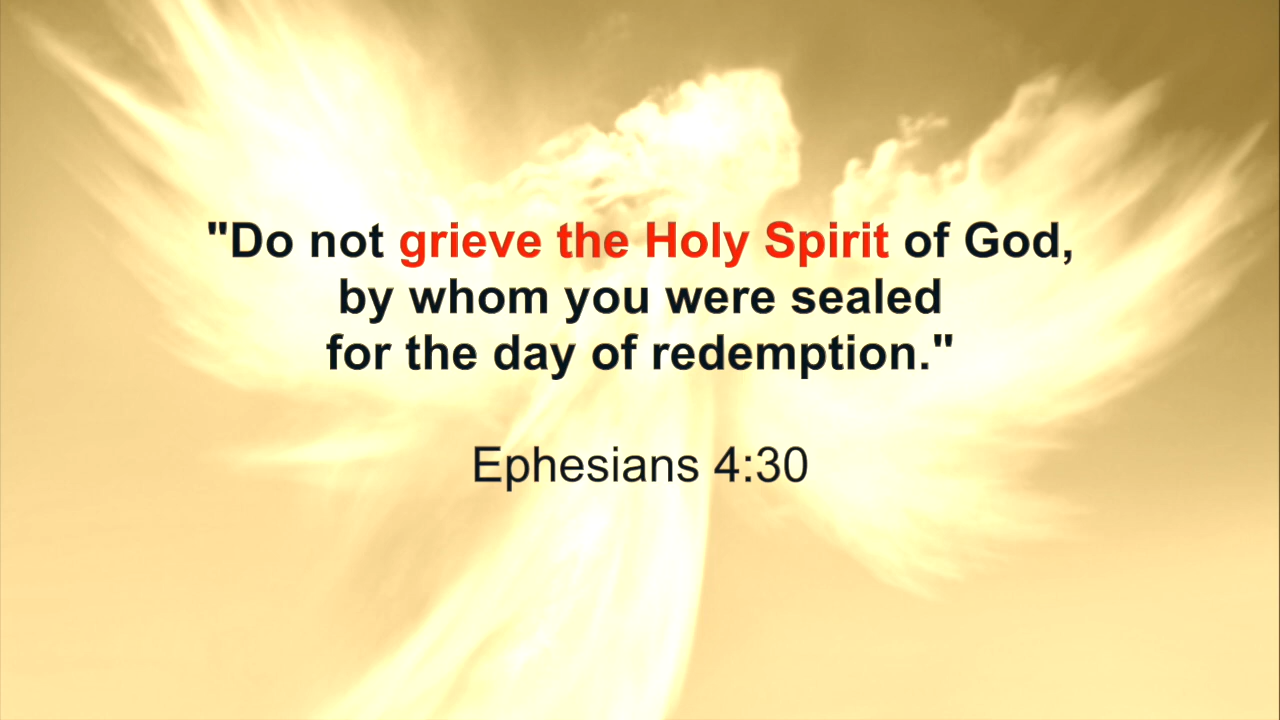 "Do not grieve the Holy Spirit of God,
by whom you were sealed
for the day of redemption."
Ephesians 4:30